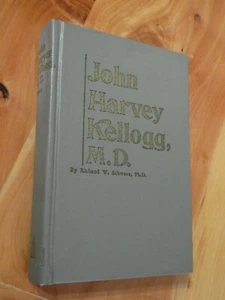 John
Harvey
Kellogg,
M.D.
By Richard W. Schwarz, Ph.D.